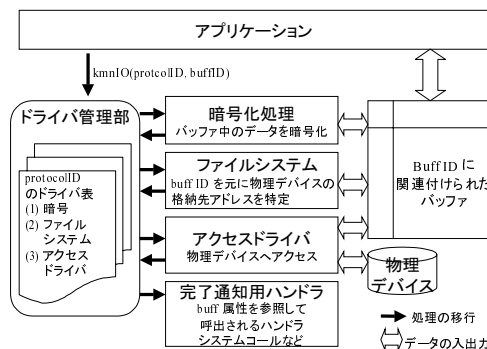 アプリケーション
kmnIO(protcolID, buffID)
ドライバ管理部
protocolID
のドライバ表
(1) 暗号
(2) ファイル
システム
(3) アクセス
ドライバ
暗号化処理
バッファ中のデータを暗号化
ファイルシステム
buff ID を元に物理デバイスの
格納先アドレスを特定
アクセスドライバ
物理デバイスへアクセス
完了通知用ハンドラ
buff 属性を参照して
呼出されるハンドラ
システムコールなど
Buff ID に
関連付けられた
バッファ
物理
デバイス
処理の移行
データの入出力